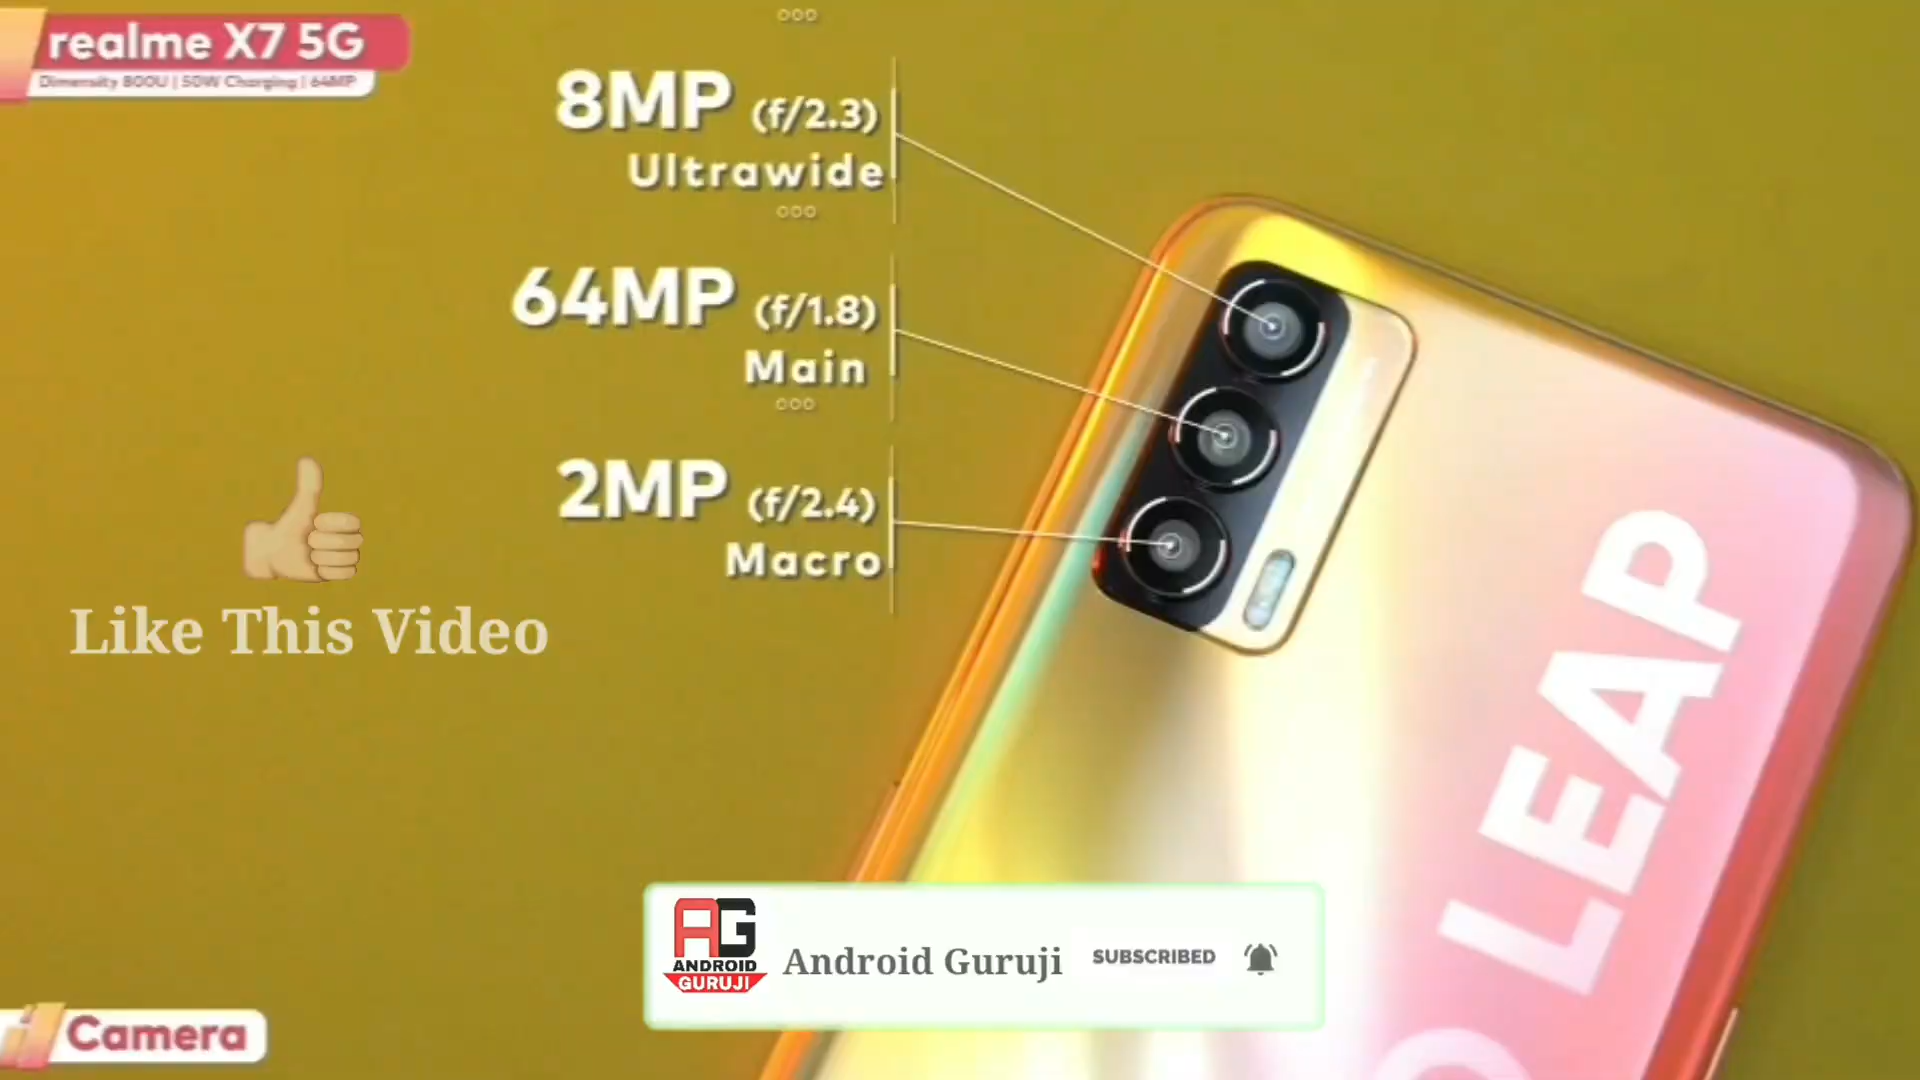 realme X7 5G
Dimensity 800U | 50W Charging | 64MP
8MP (f/2.3)
Ultrawide
64MP (f/1.8)
Main
2MP (f/2.4)
Macro
Like This Video
LEAP
AG
ANDROID
GURUJI
Android Guruji SUBSCRIBED
Camera